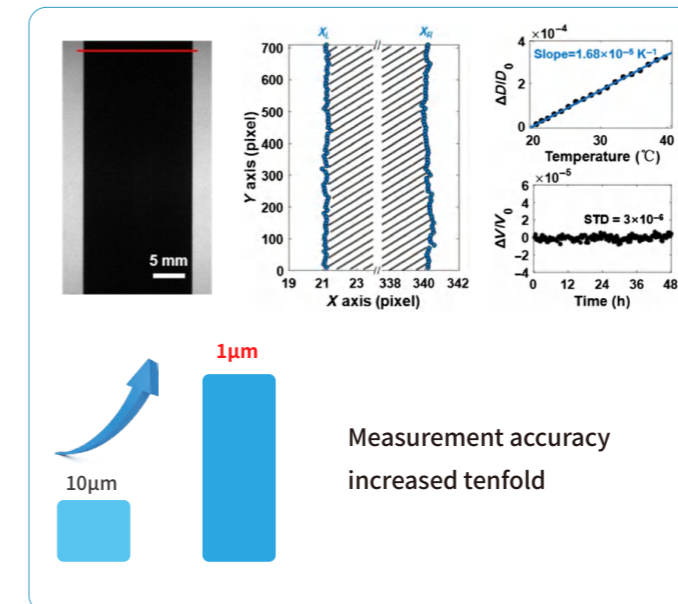 5 mm
X_L
X_R
700
600
500
400
300
200
100
0
Y axis (pixel)
19 21 23 338 340 342
X axis (pixel)
×10⁻⁴
4
2
0
ΔD/D₀
Slope=1.68×10⁻⁵ K⁻¹
20 30 40
Temperature (℃)
×10⁻⁵
6
4
2
0
−2
−4
ΔV/V₀
STD = 3×10⁻⁶
0 12 24 36 48
Time (h)
1μm
10μm
Measurement accuracy
increased tenfold